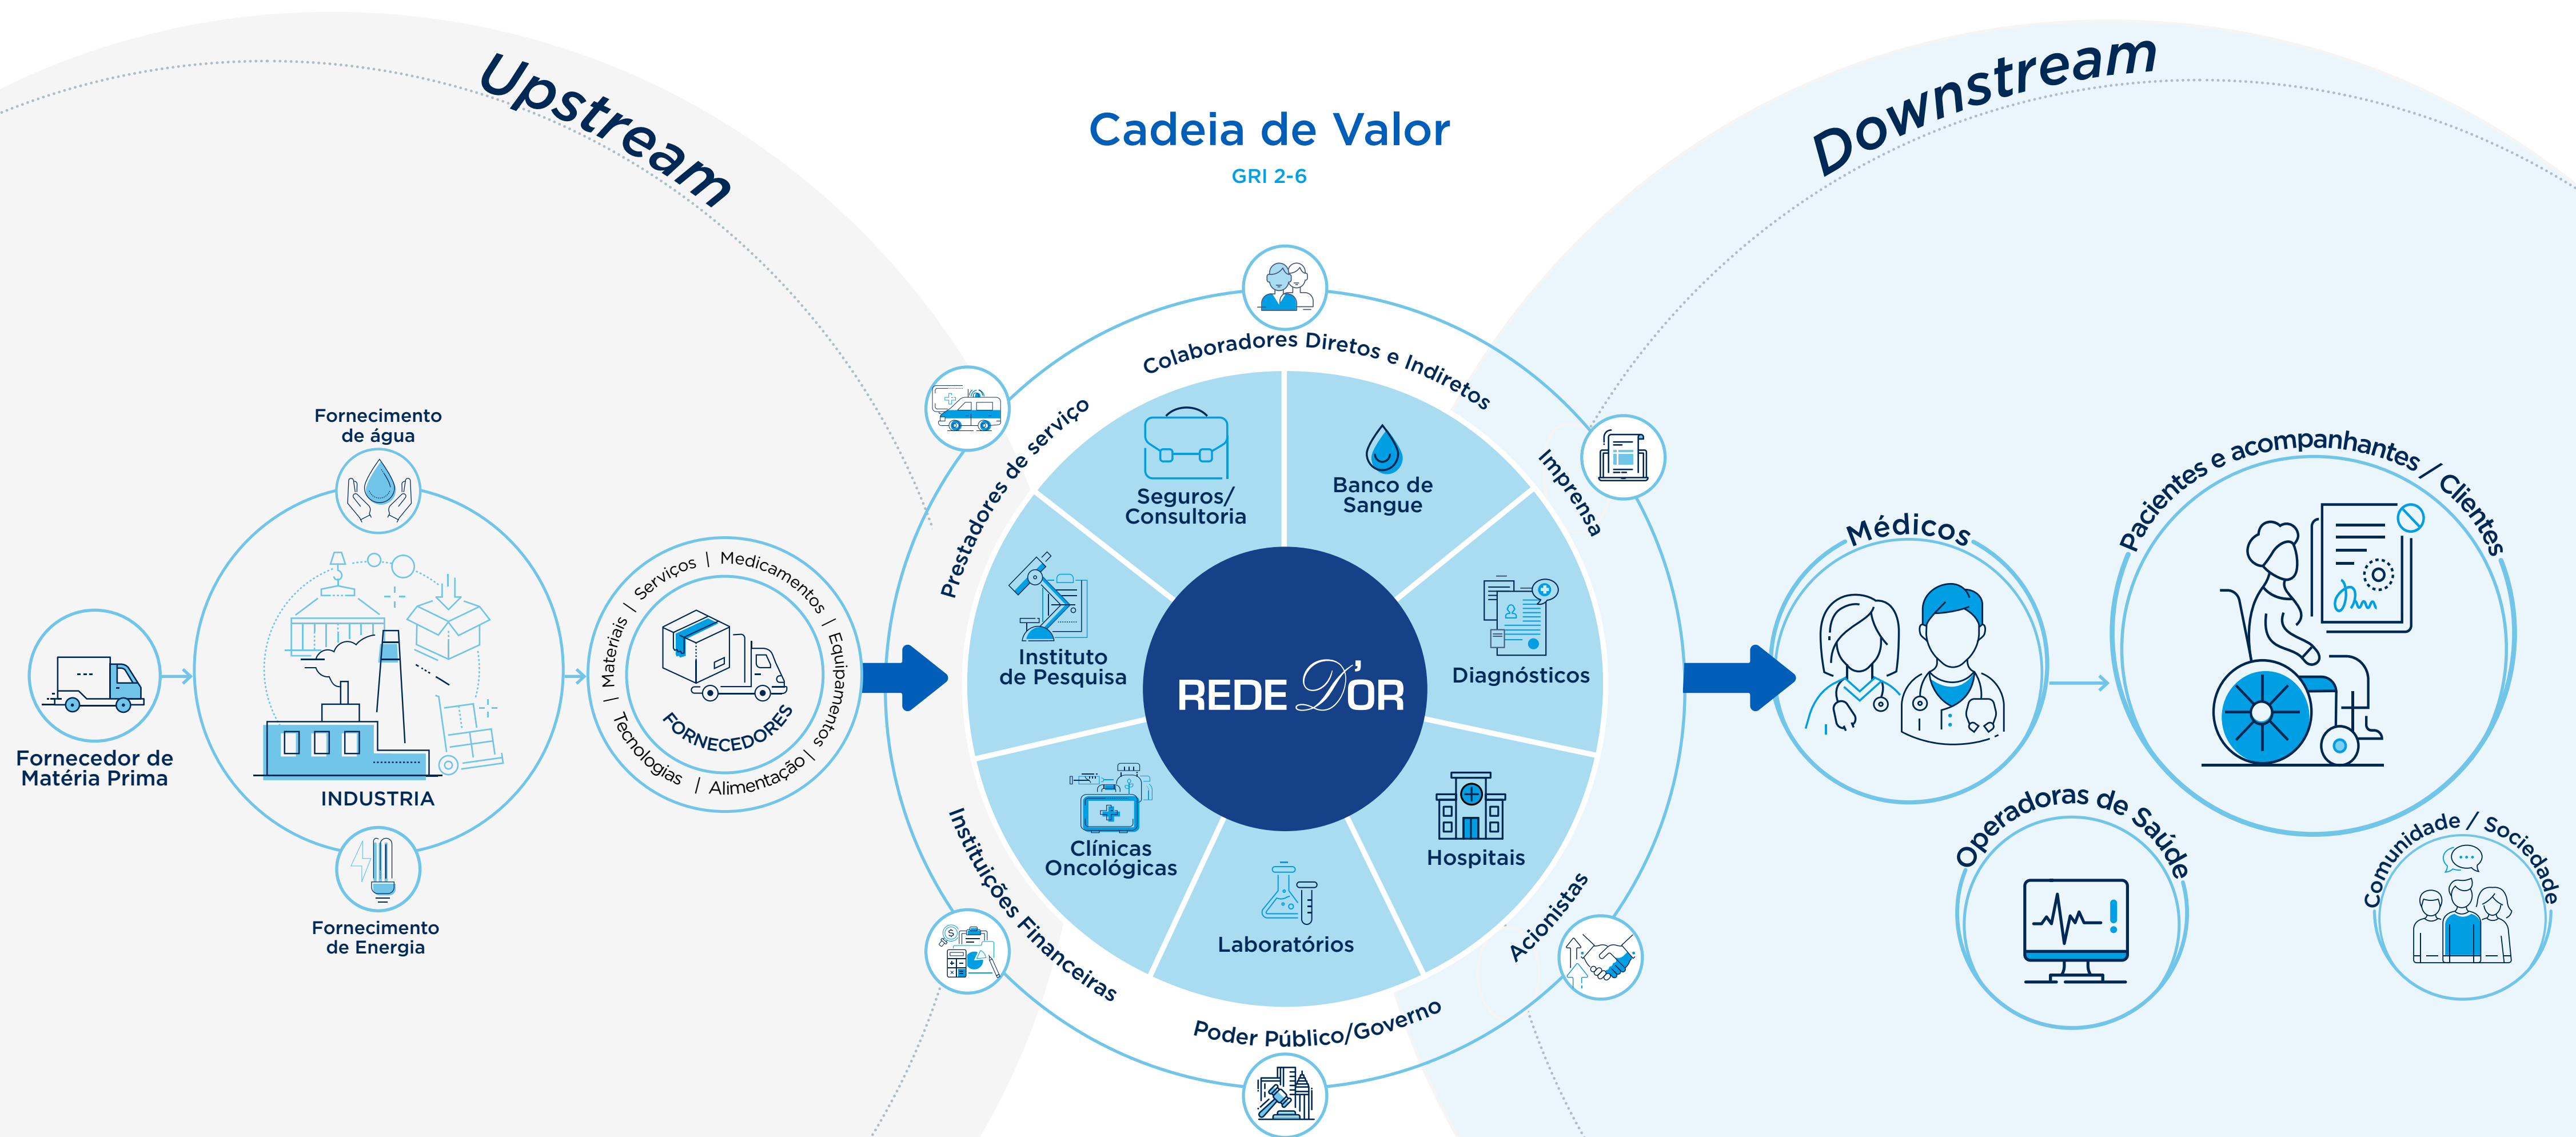 Upstream
Cadeia de Valor
GRI 2-6
Downstream
Fornecedor de
Matéria Prima
Fornecimento
de água
INDUSTRIA
Fornecimento
de Energia
Materiais | Serviços | Medicamentos | Equipamentos | Alimentação | Tecnologias |
FORNECEDORES
Colaboradores Diretos e Indiretos
Prestadores de serviço
Imprensa
Instituições Financeiras
Acionistas
Poder Público/Governo
Seguros/
Consultoria
Banco de
Sangue
Instituto
de Pesquisa
Diagnósticos
REDE D'OR
Clínicas
Oncológicas
Hospitais
Laboratórios
Médicos
Pacientes e acompanhantes / Clientes
Operadoras de Saúde
Comunidade / Sociedade